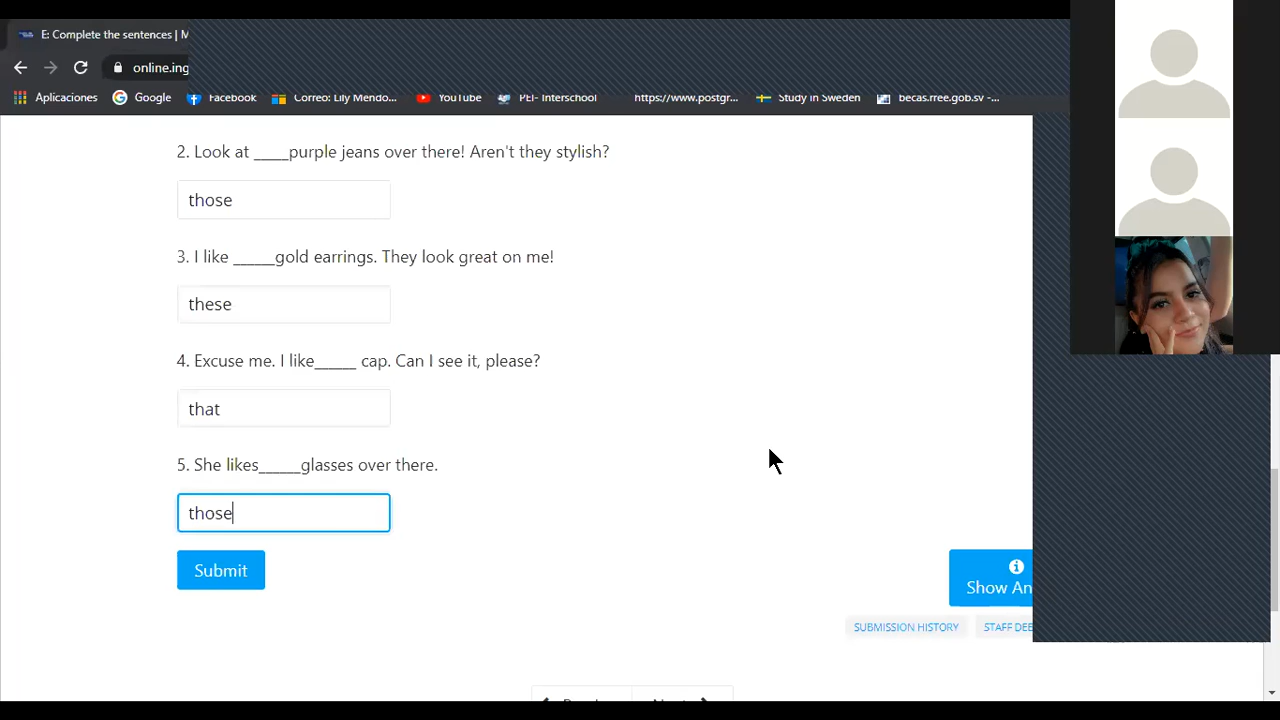 E: Complete the sentences | M
online.ing
Aplicaciones Google Facebook Correo: Lily Mendo... YouTube PEI- Interschool https://www.postgr... Study in Sweden becas.rree.gob.sv -...
2. Look at ____purple jeans over there! Aren't they stylish?
those
3. I like _____gold earrings. They look great on me!
these
4. Excuse me. I like_____ cap. Can I see it, please?
that
5. She likes_____glasses over there.
those
Submit
Show An
SUBMISSION HISTORY STAFF DEB